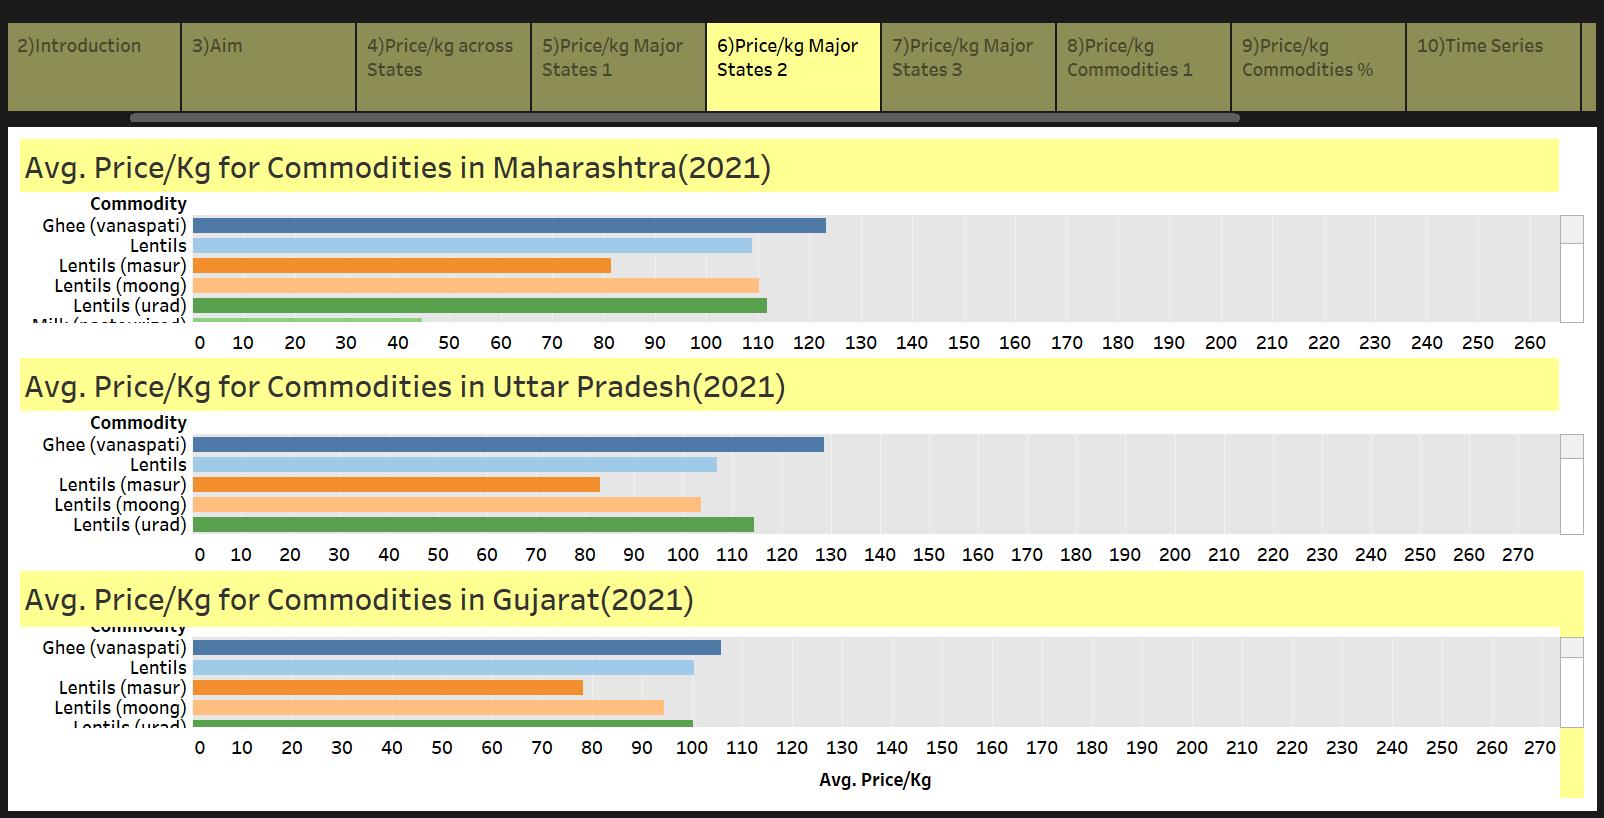 2)Introduction
3)Aim
4)Price/kg across
States
5)Price/kg Major
States 1
6)Price/kg Major
States 2
7)Price/kg Major
States 3
8)Price/kg
Commodities 1
9)Price/kg
Commodities %
10)Time Series
Avg. Price/Kg for Commodities in Maharashtra(2021)
Commodity
Ghee (vanaspati)
Lentils
Lentils (masur)
Lentils (moong)
Lentils (urad)
Milk (pasteurized)
0 10 20 30 40 50 60 70 80 90 100 110 120 130 140 150 160 170 180 190 200 210 220 230 240 250 260
Avg. Price/Kg for Commodities in Uttar Pradesh(2021)
Commodity
Ghee (vanaspati)
Lentils
Lentils (masur)
Lentils (moong)
Lentils (urad)
0 10 20 30 40 50 60 70 80 90 100 110 120 130 140 150 160 170 180 190 200 210 220 230 240 250 260 270
Avg. Price/Kg for Commodities in Gujarat(2021)
Commodity
Ghee (vanaspati)
Lentils
Lentils (masur)
Lentils (moong)
Lentils (urad)
0 10 20 30 40 50 60 70 80 90 100 110 120 130 140 150 160 170 180 190 200 210 220 230 240 250 260 270
Avg. Price/Kg